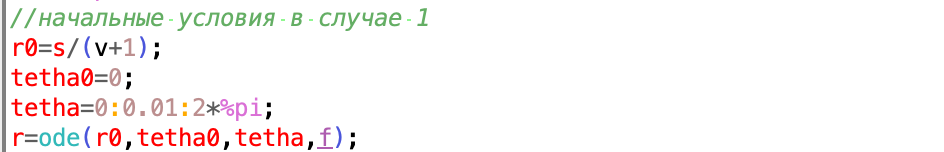 //начальные условия в случае 1
r0=s/(v+1);
tetha0=0;
tetha=0:0.01:2*%pi;
r=ode(r0,tetha0,tetha,f);